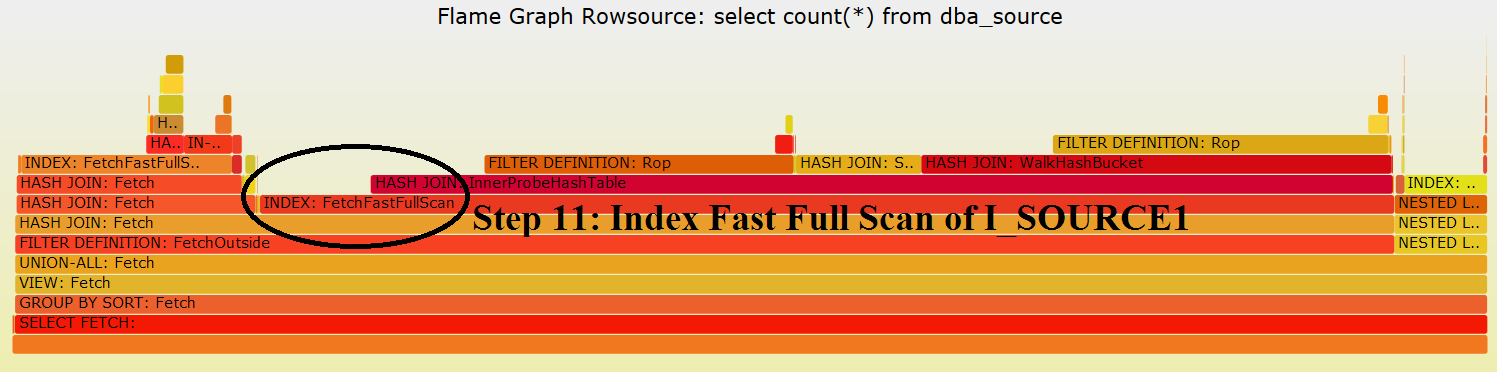 Flame Graph Rowsource: select count(*) from dba_source
H..
HA.. IN-.. FILTER DEFINITION: Rop
INDEX: FetchFastFullS.. FILTER DEFINITION: Rop HASH JOIN: S.. HASH JOIN: WalkHashBucket
HASH JOIN: Fetch HASH JOIN: InnerProbeHashTable INDEX: ..
HASH JOIN: Fetch INDEX: FetchFastFullScan NESTED L..
Step 11: Index Fast Full Scan of I_SOURCE1
HASH JOIN: Fetch NESTED L..
FILTER DEFINITION: FetchOutside NESTED L..
UNION-ALL: Fetch
VIEW: Fetch
GROUP BY SORT: Fetch
SELECT FETCH: